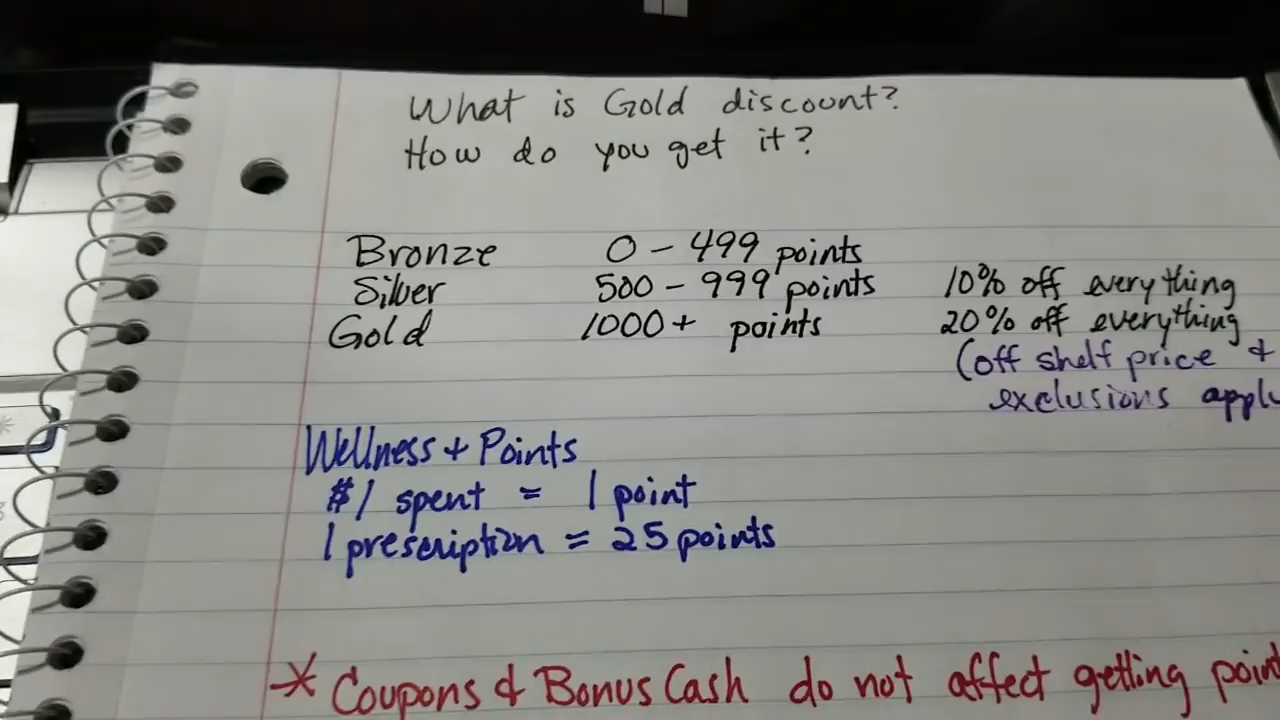 What is Gold discount?
How do you get it?
Bronze 0 - 499 points
Silver 500 - 999 points 10% off everything
Gold 1000+ points 20% off everything
(off shelf price &
exclusions apply
Wellness + Points
$1 spent = 1 point
1 prescription = 25 points
* Coupons & Bonus Cash do not affect getting point